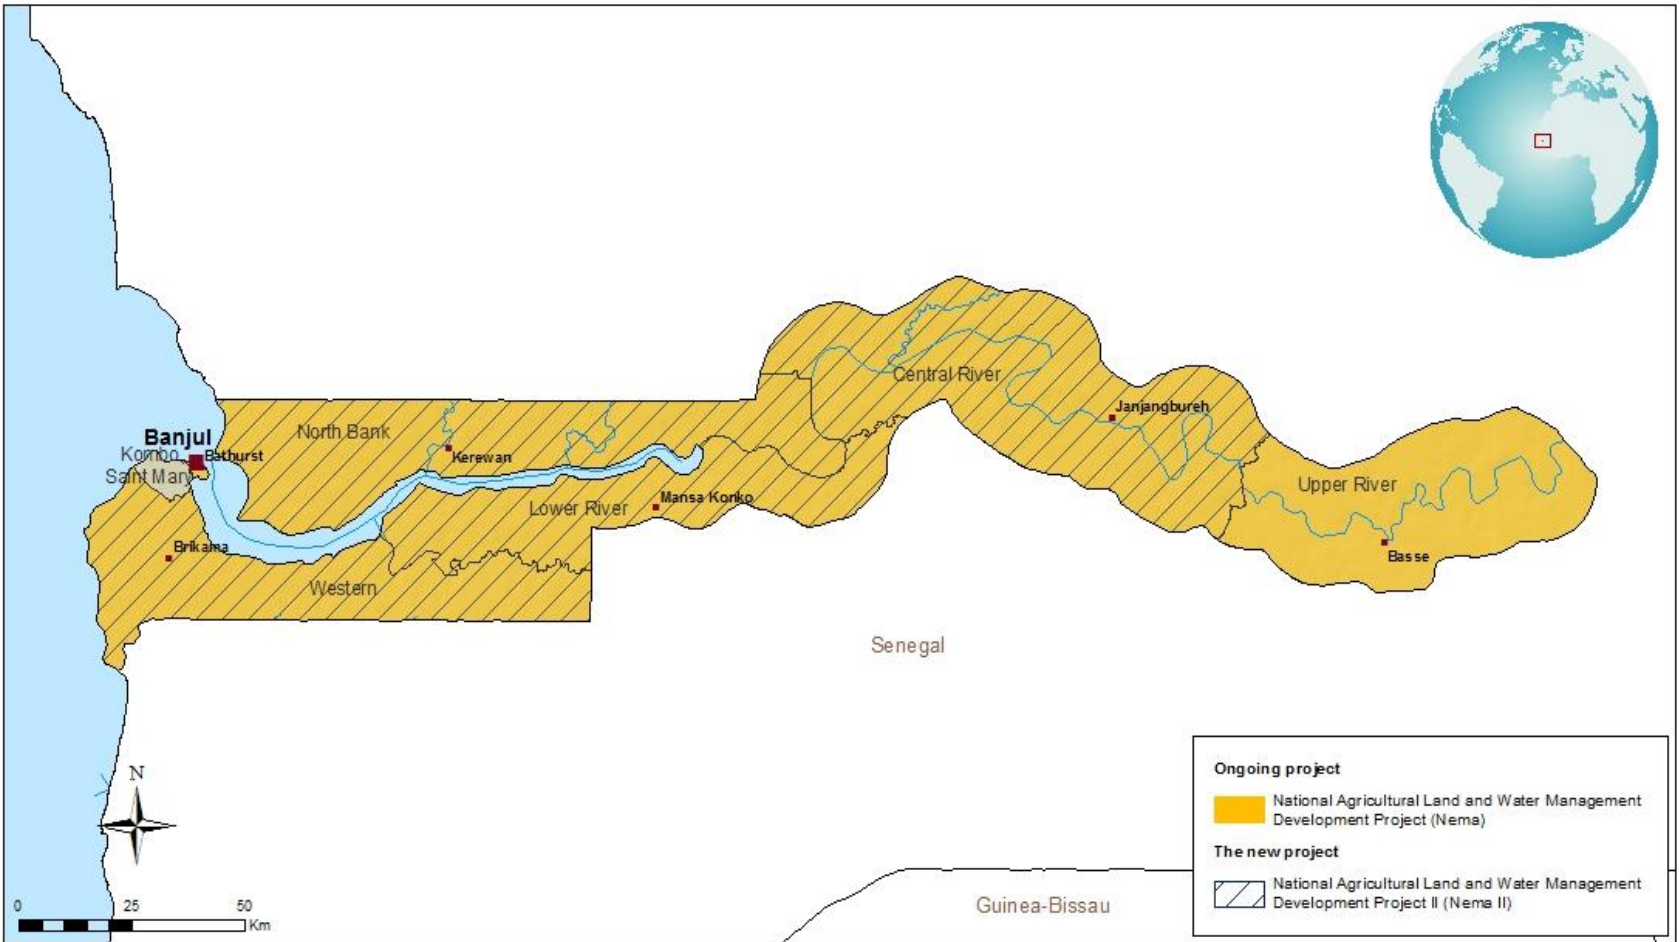 Central River
Janjangbureh
North Bank
Banjul
Kombo
Saint Mary
Bathurst
Kerewan
Upper River
Mansa Konko
Lower River
Brikama
Basse
Western
Senegal
N
0 25 50
Km
Guinea-Bissau
Ongoing project
National Agricultural Land and Water Management
Development Project (Nema)
The new project
National Agricultural Land and Water Management
Development Project II (Nema II)